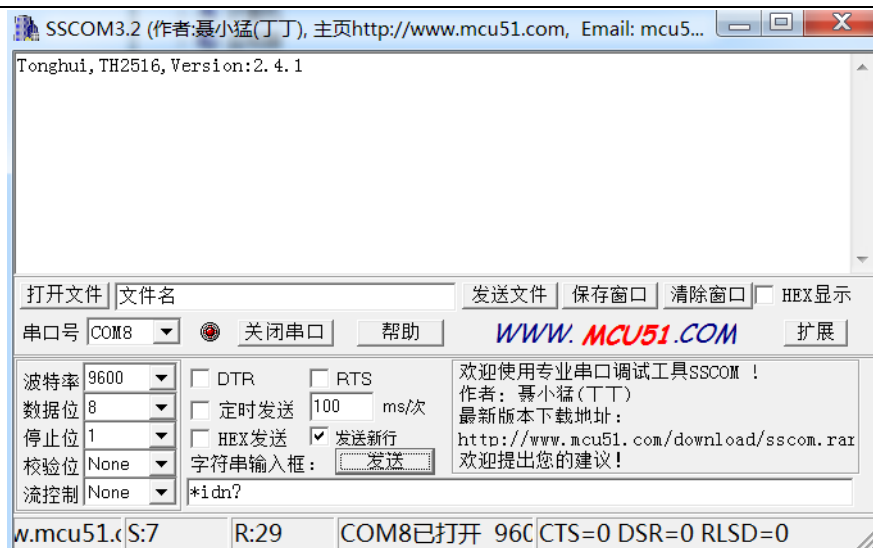 SSCOM3.2 (作者:聂小猛(丁丁), 主页http://www.mcu51.com, Email: mcu5...
Tonghui,TH2516,Version:2.4.1
打开文件 文件名 发送文件 保存窗口 清除窗口 HEX显示
串口号 COM8 关闭串口 帮助 WWW. MCU51.COM 扩展
波特率 9600 DTR RTS
数据位 8 定时发送 100 ms/次
停止位 1 HEX发送 发送新行
校验位 None 字符串输入框: 发送
流控制 None *idn?
欢迎使用专业串口调试工具SSCOM !
作者: 聂小猛(丁丁)
最新版本下载地址:
http://www.mcu51.com/download/sscom.rar
欢迎提出您的建议!
w.mcu51.c S:7 R:29 COM8已打开 960 CTS=0 DSR=0 RLSD=0